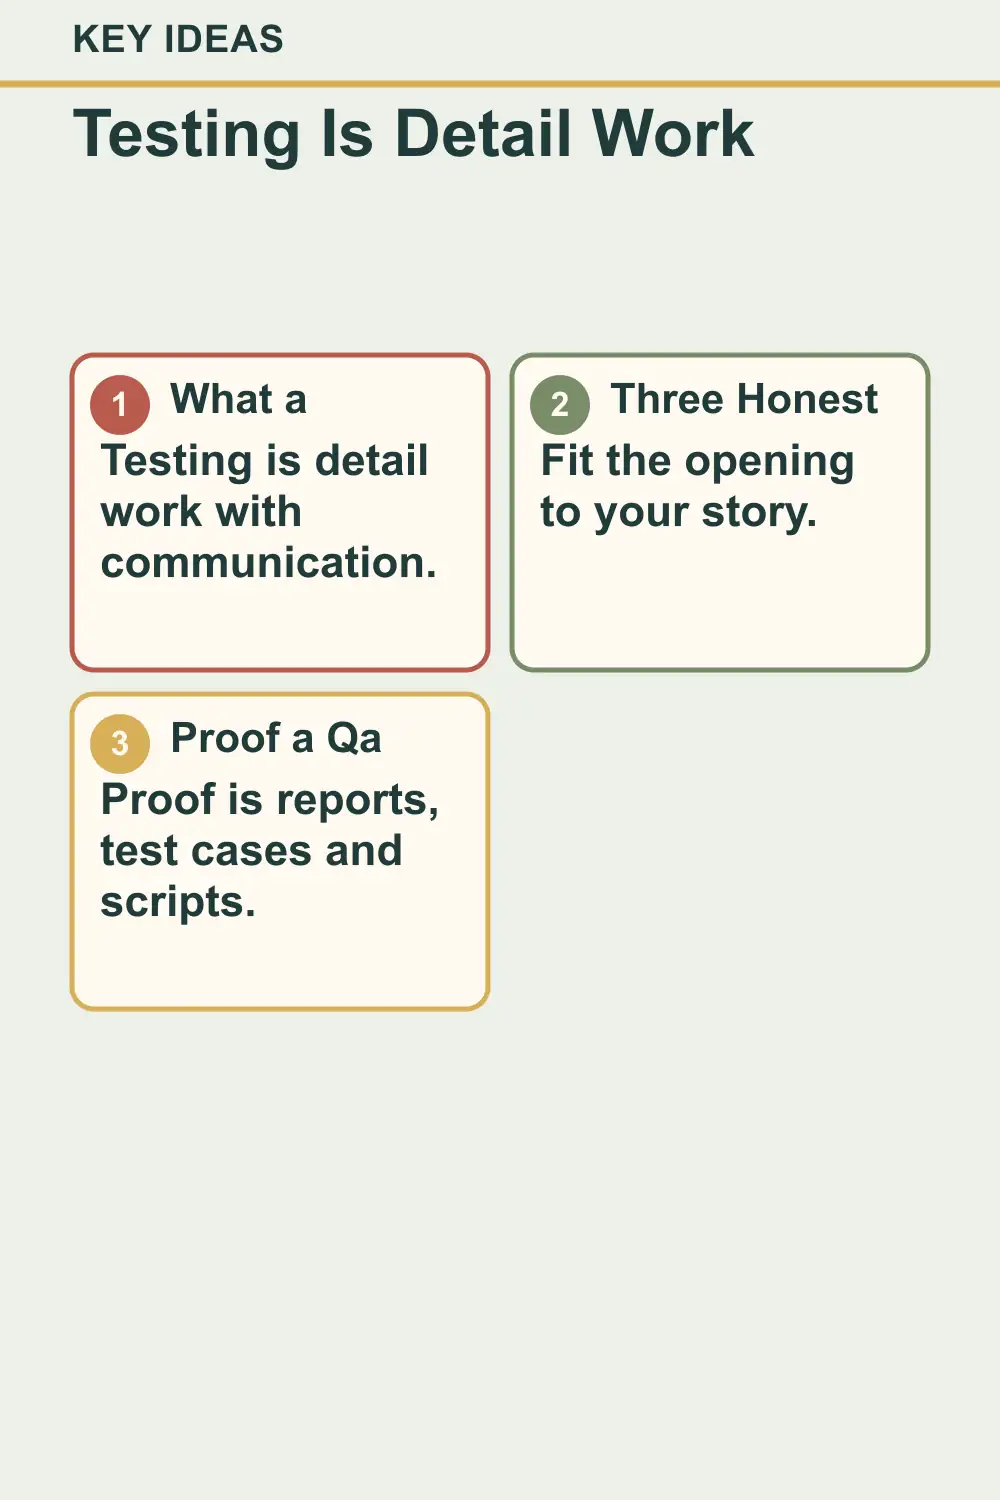 KEY IDEAS
Testing Is Detail Work
1 What a
Testing is detail
work with
communication.
2 Three Honest
Fit the opening
to your story.
3 Proof a Qa
Proof is reports,
test cases and
scripts.